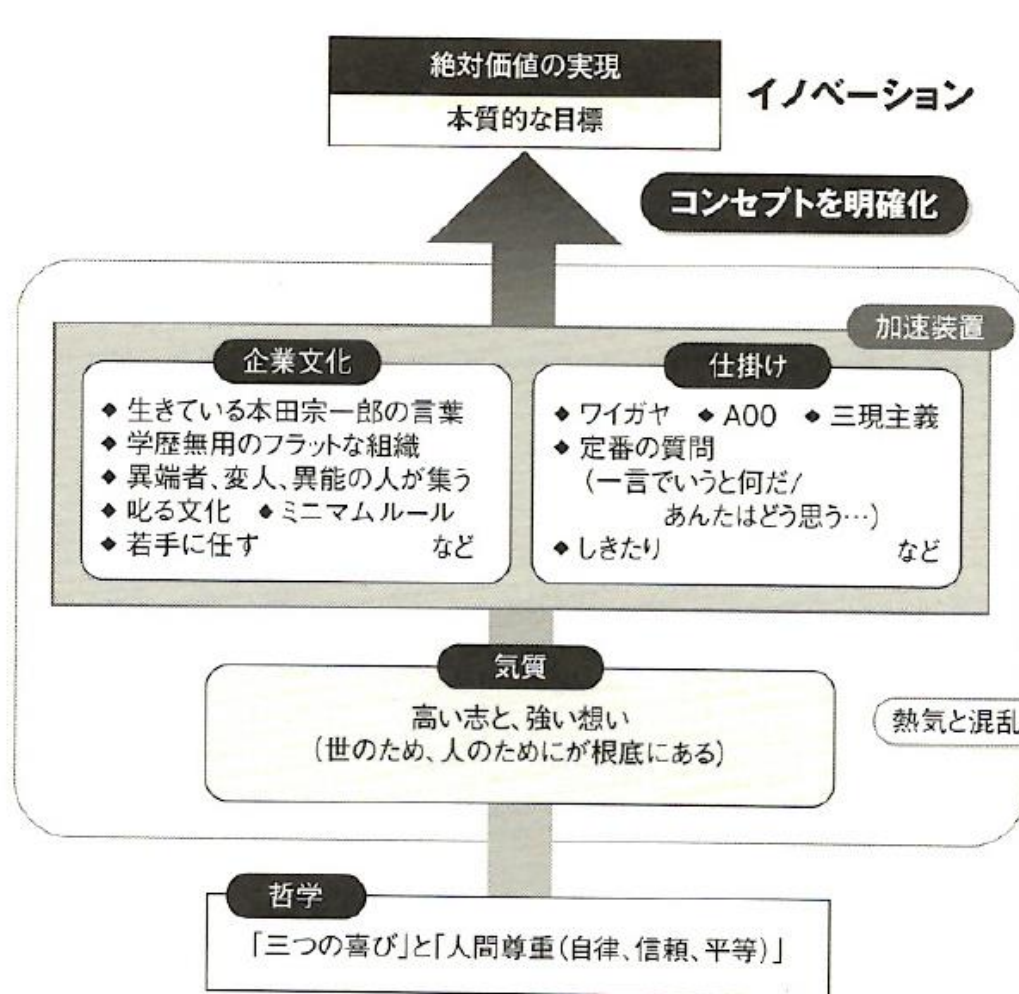 絶対価値の実現
本質的な目標
イノベーション
コンセプトを明確化
加速装置
企業文化
◆ 生きている本田宗一郎の言葉
◆ 学歴無用のフラットな組織
◆ 異端者、変人、異能の人が集う
◆ 叱る文化 ◆ ミニマムルール
◆ 若手に任す など
仕掛け
◆ ワイガヤ ◆ A00 ◆ 三現主義
◆ 定番の質問
(一言でいうと何だ/
あんたはどう思う…)
◆ しきたり など
気質
高い志と、強い想い
(世のため、人のためにが根底にある)
熱気と混乱
哲学
「三つの喜び」と「人間尊重(自律、信頼、平等)」